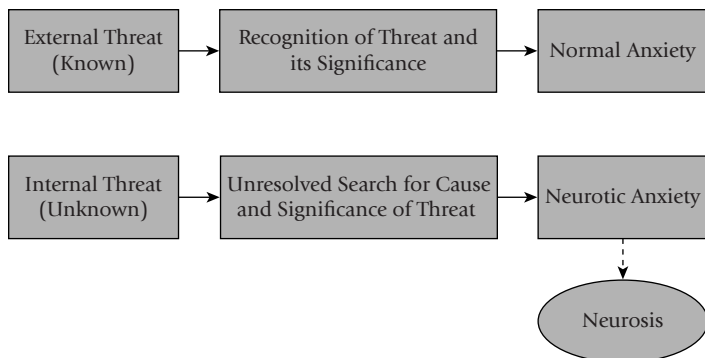 External Threat
(Known)
Recognition of Threat and
its Significance
Normal Anxiety
Internal Threat
(Unknown)
Unresolved Search for Cause
and Significance of Threat
Neurotic Anxiety
Neurosis